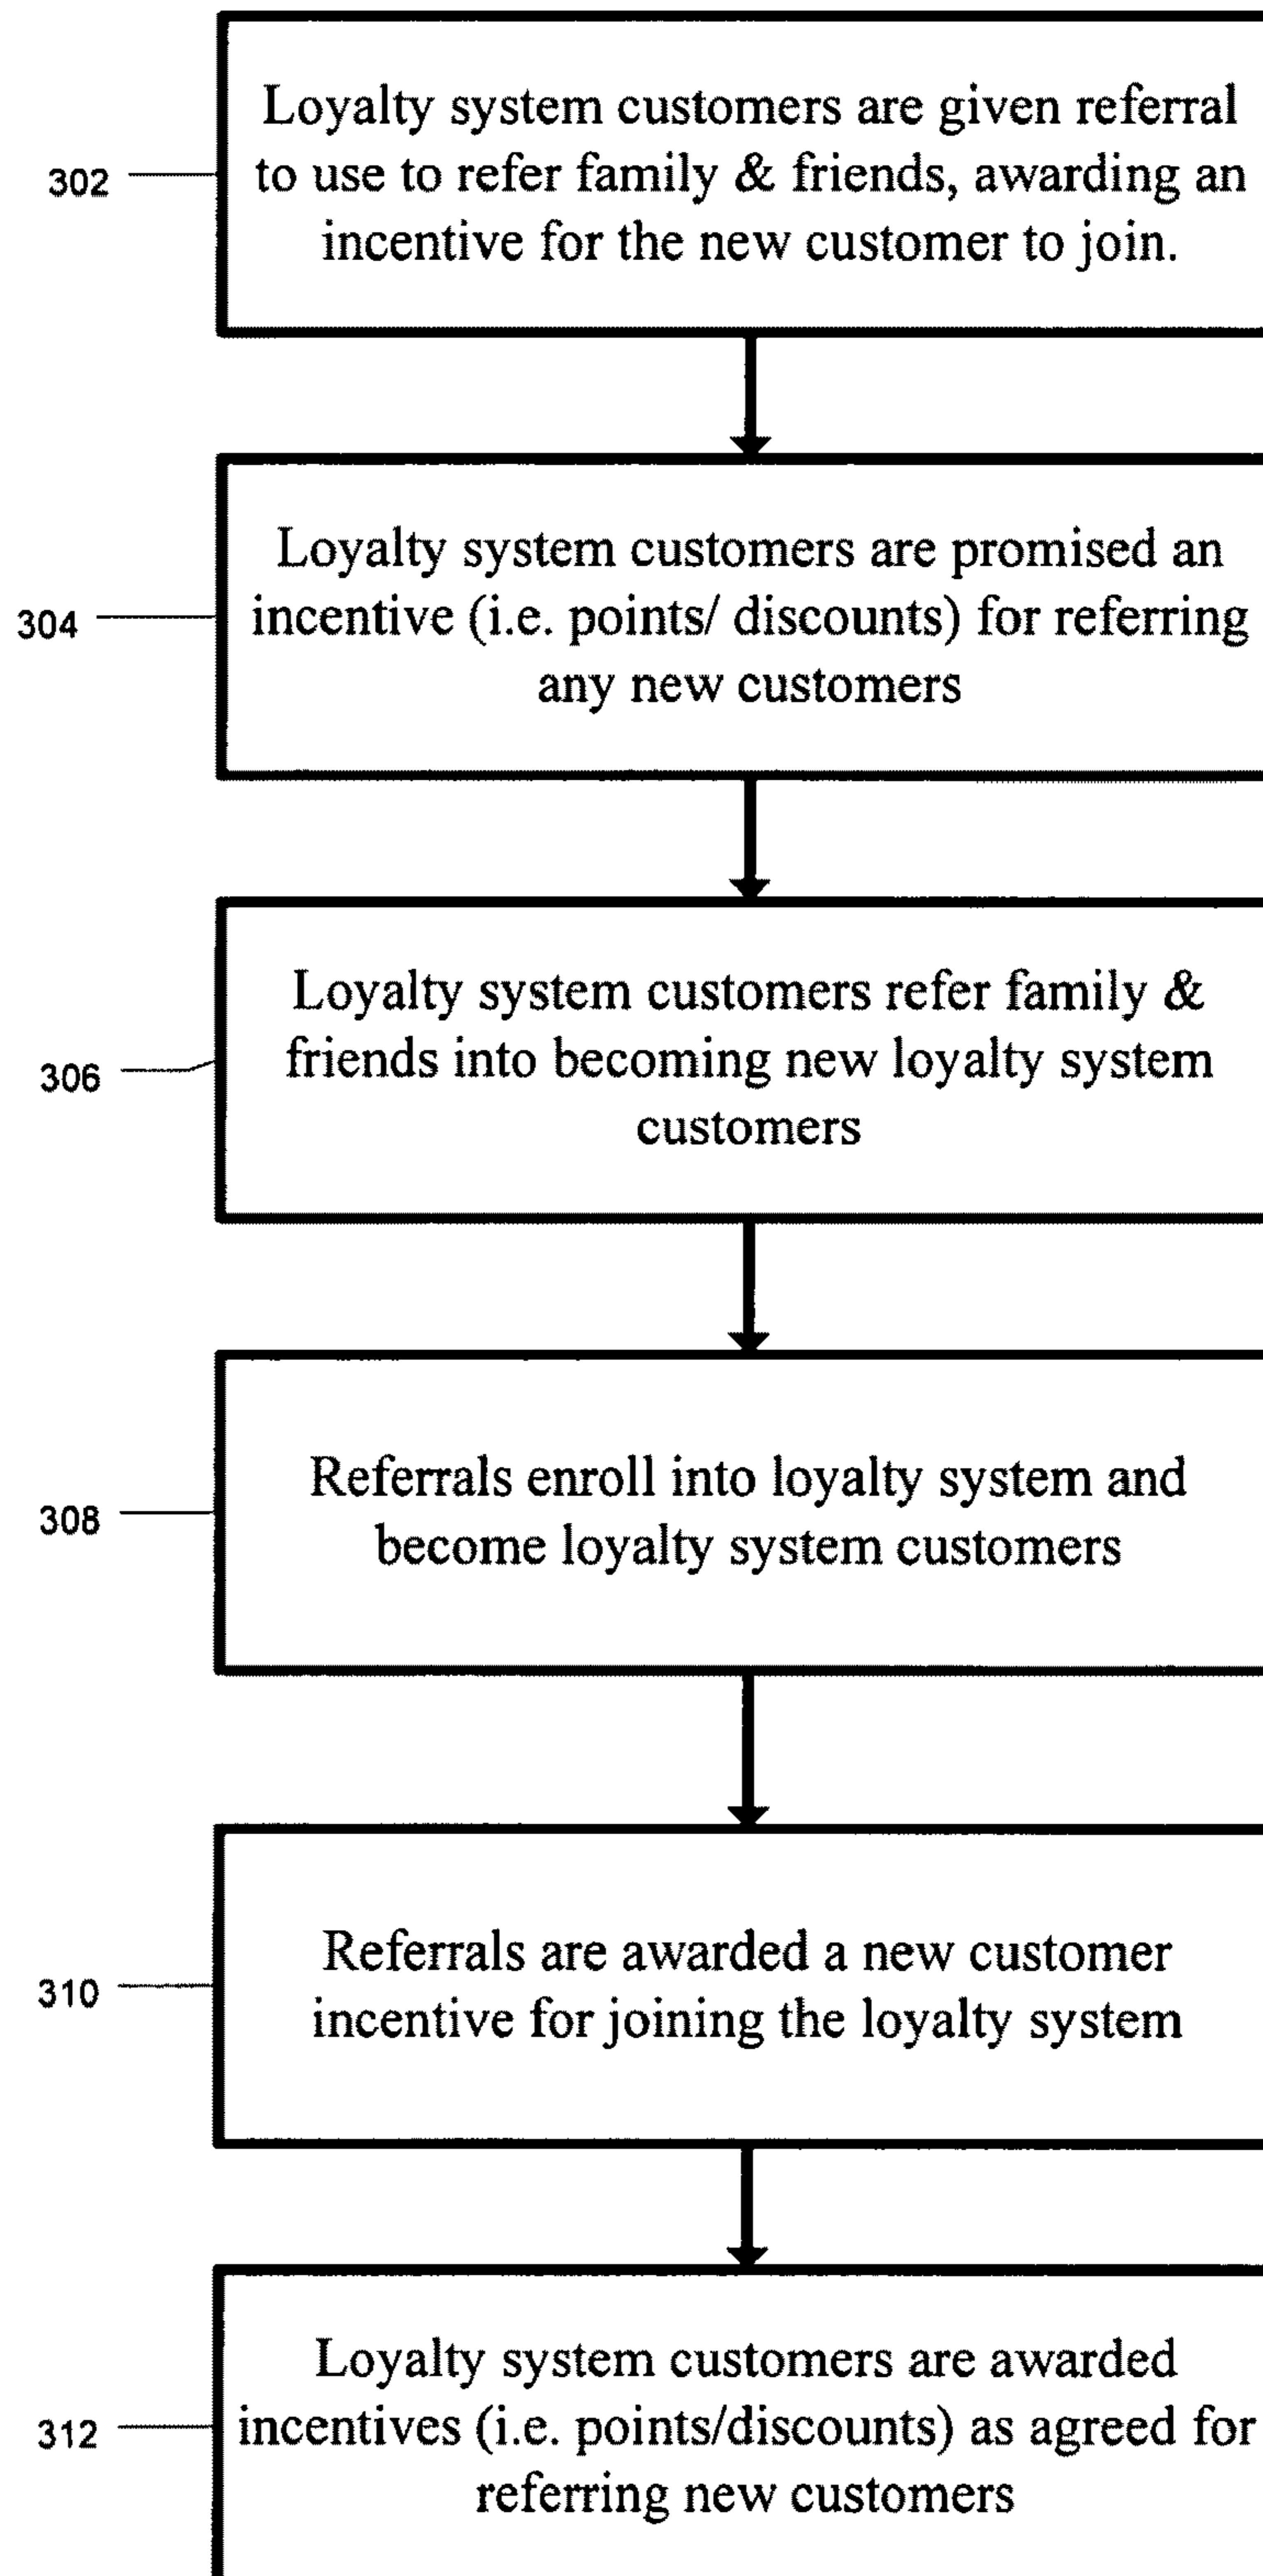 Loyalty system customers are given referral
302
to use to refer family & friends, awarding an
incentive for the new customer to join.
Loyalty system customers are promised an
304
incentive (i.e. points/ discounts) for referring
any new customers
Loyalty system customers refer family &
306
friends into becoming new loyalty system
customers
Referrals enroll into loyalty system and
308
become loyalty system customers
Referrals are awarded a new customer
310
incentive for joining the loyalty system
Loyalty system customers are awarded
312
incentives (i.e. points/discounts) as agreed for
referring new customers